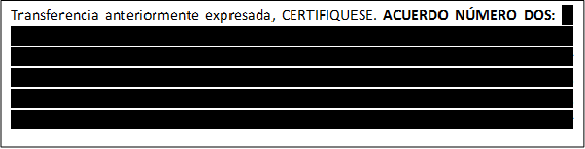 Transferencia anteriormente expresada, CERTIFIQUESE. ACUERDO NÚMERO DOS: